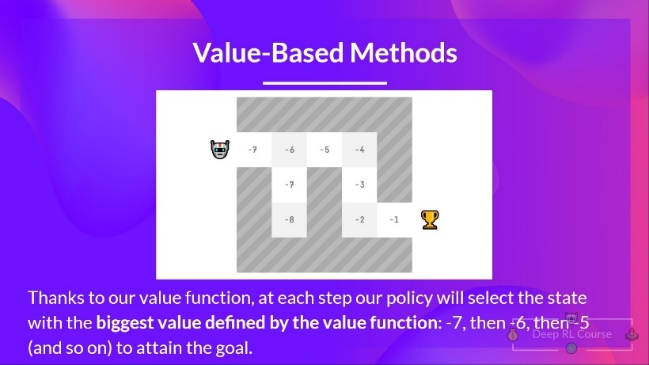 Value-Based Methods
-7 -6 -5 -4
-7 -3
-8 -2 -1
Thanks to our value function, at each step our policy will select the state
with the biggest value defined by the value function: -7, then -6, then -5
(and so on) to attain the goal.
Deep RL Course